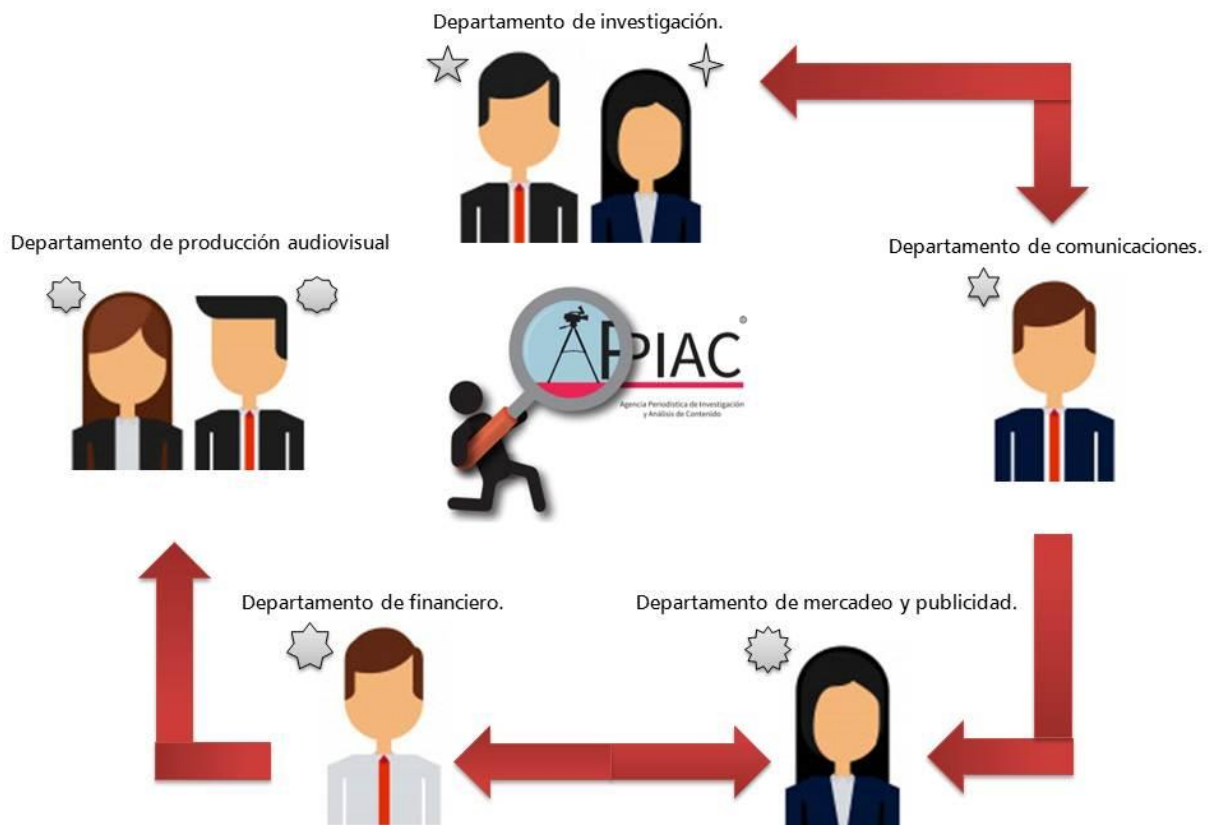 Departamento de investigación.
Departamento de producción audiovisual
Departamento de comunicaciones.
APIAC
®
Agencia Periodística de Investigación
y Análisis de Contenido
Departamento de financiero.
Departamento de mercadeo y publicidad.